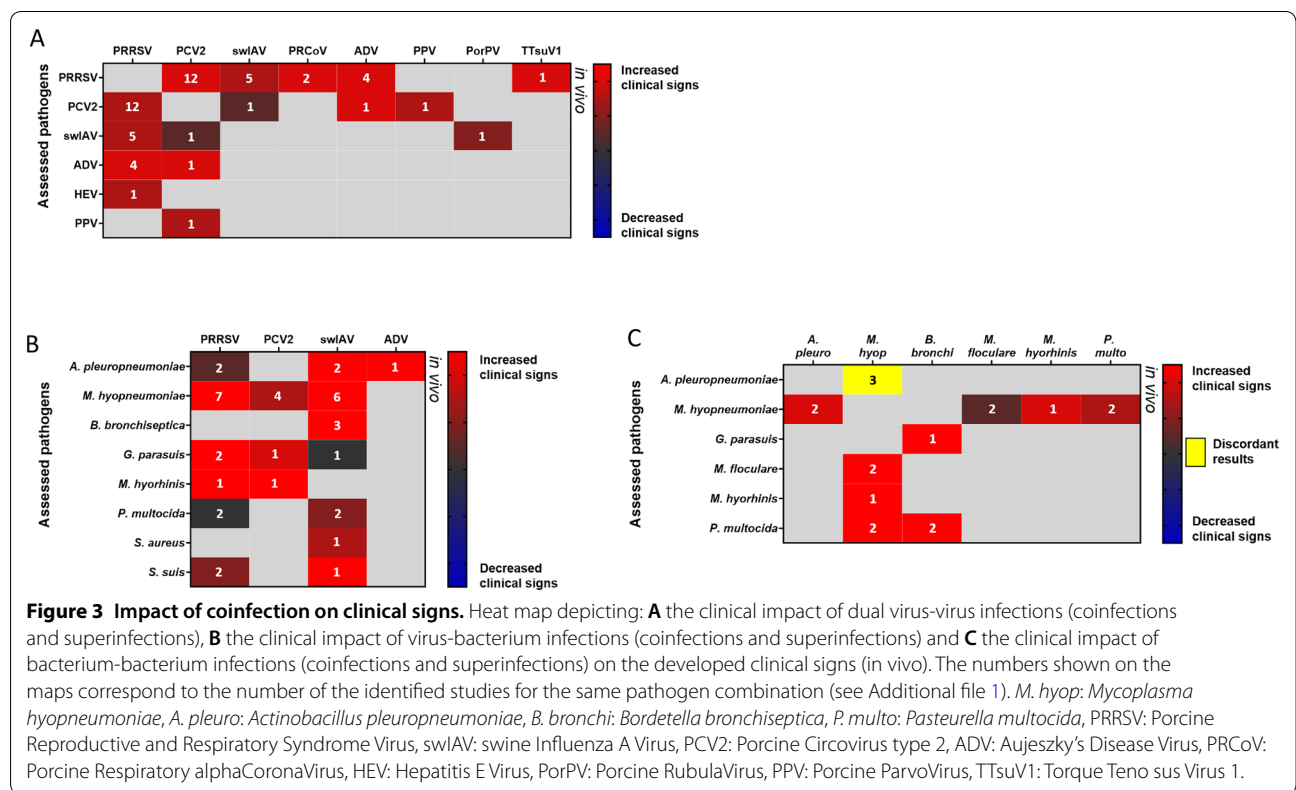 A
PRRSV PCV2 swIAV PRCoV ADV PPV PorPV TTsuV1
Assessed pathogens
PRRSV 12 5 2 4 1
PCV2 12 1 1 1
swIAV 5 1 1
ADV 4 1
HEV 1
PPV 1
in vivo
Increased
clinical signs
Decreased
clinical signs
B
PRRSV PCV2 swIAV ADV
Assessed pathogens
A. pleuropneumoniae 2 2 1
M. hyopneumoniae 7 4 6
B. bronchiseptica 3
G. parasuis 2 1 1
M. hyorhinis 1 1
P. multocida 2 2
S. aureus 1
S. suis 2 1
in vivo
Increased
clinical signs
Decreased
clinical signs
C
A. M. B. M. M. P.
pleuro hyop bronchi floculare hyorhinis multo
Assessed pathogens
A. pleuropneumoniae 3
M. hyopneumoniae 2 2 1 2
G. parasuis 1
M. floculare 2
M. hyorhinis 1
P. multocida 2 2
in vivo
Increased
clinical signs
Discordant
results
Decreased
clinical signs
Figure 3 Impact of coinfection on clinical signs. Heat map depicting: A the clinical impact of dual virus-virus infections (coinfections
and superinfections), B the clinical impact of virus-bacterium infections (coinfections and superinfections) and C the clinical impact of
bacterium-bacterium infections (coinfections and superinfections) on the developed clinical signs (in vivo). The numbers shown on the
maps correspond to the number of the identified studies for the same pathogen combination (see Additional file 1). M. hyop: Mycoplasma
hyopneumoniae, A. pleuro: Actinobacillus pleuropneumoniae, B. bronchi: Bordetella bronchiseptica, P. multo: Pasteurella multocida, PRRSV: Porcine
Reproductive and Respiratory Syndrome Virus, swIAV: swine Influenza A Virus, PCV2: Porcine Circovirus type 2, ADV: Aujeszky's Disease Virus, PRCoV:
Porcine Respiratory alphaCoronaVirus, HEV: Hepatitis E Virus, PorPV: Porcine RubulaVirus, PPV: Porcine ParvoVirus, TTsuV1: Torque Teno sus Virus 1.